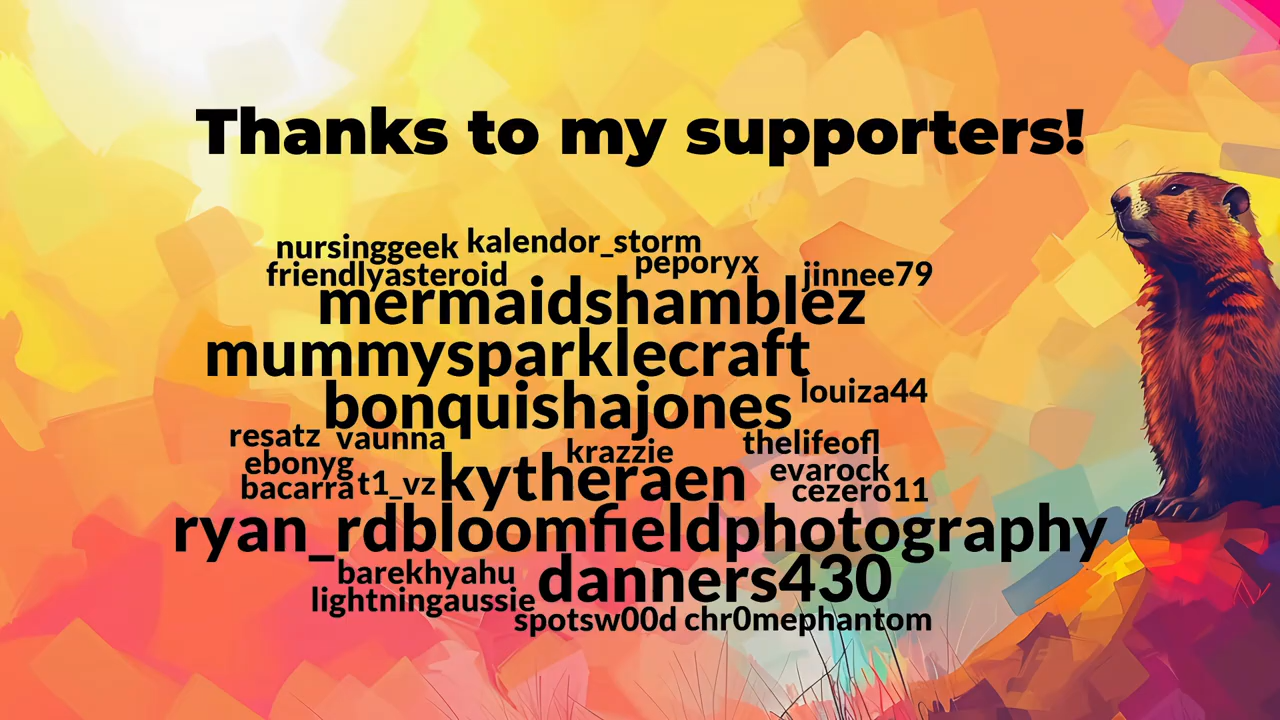 Thanks to my supporters!
nursinggeek kalendor_storm
friendlyasteroid peporyx jinnee79
mermaidshamblez
mummysparklecraft
bonquishajones louiza44
resatz vaunna krazzie thelifeofl
ebonyg evarock
bacarra t1_vz kytheraen cezero11
ryan_rdbloomfieldphotography
barekhyahu danners430
lightningaussie
spotsw00d chr0mephantom